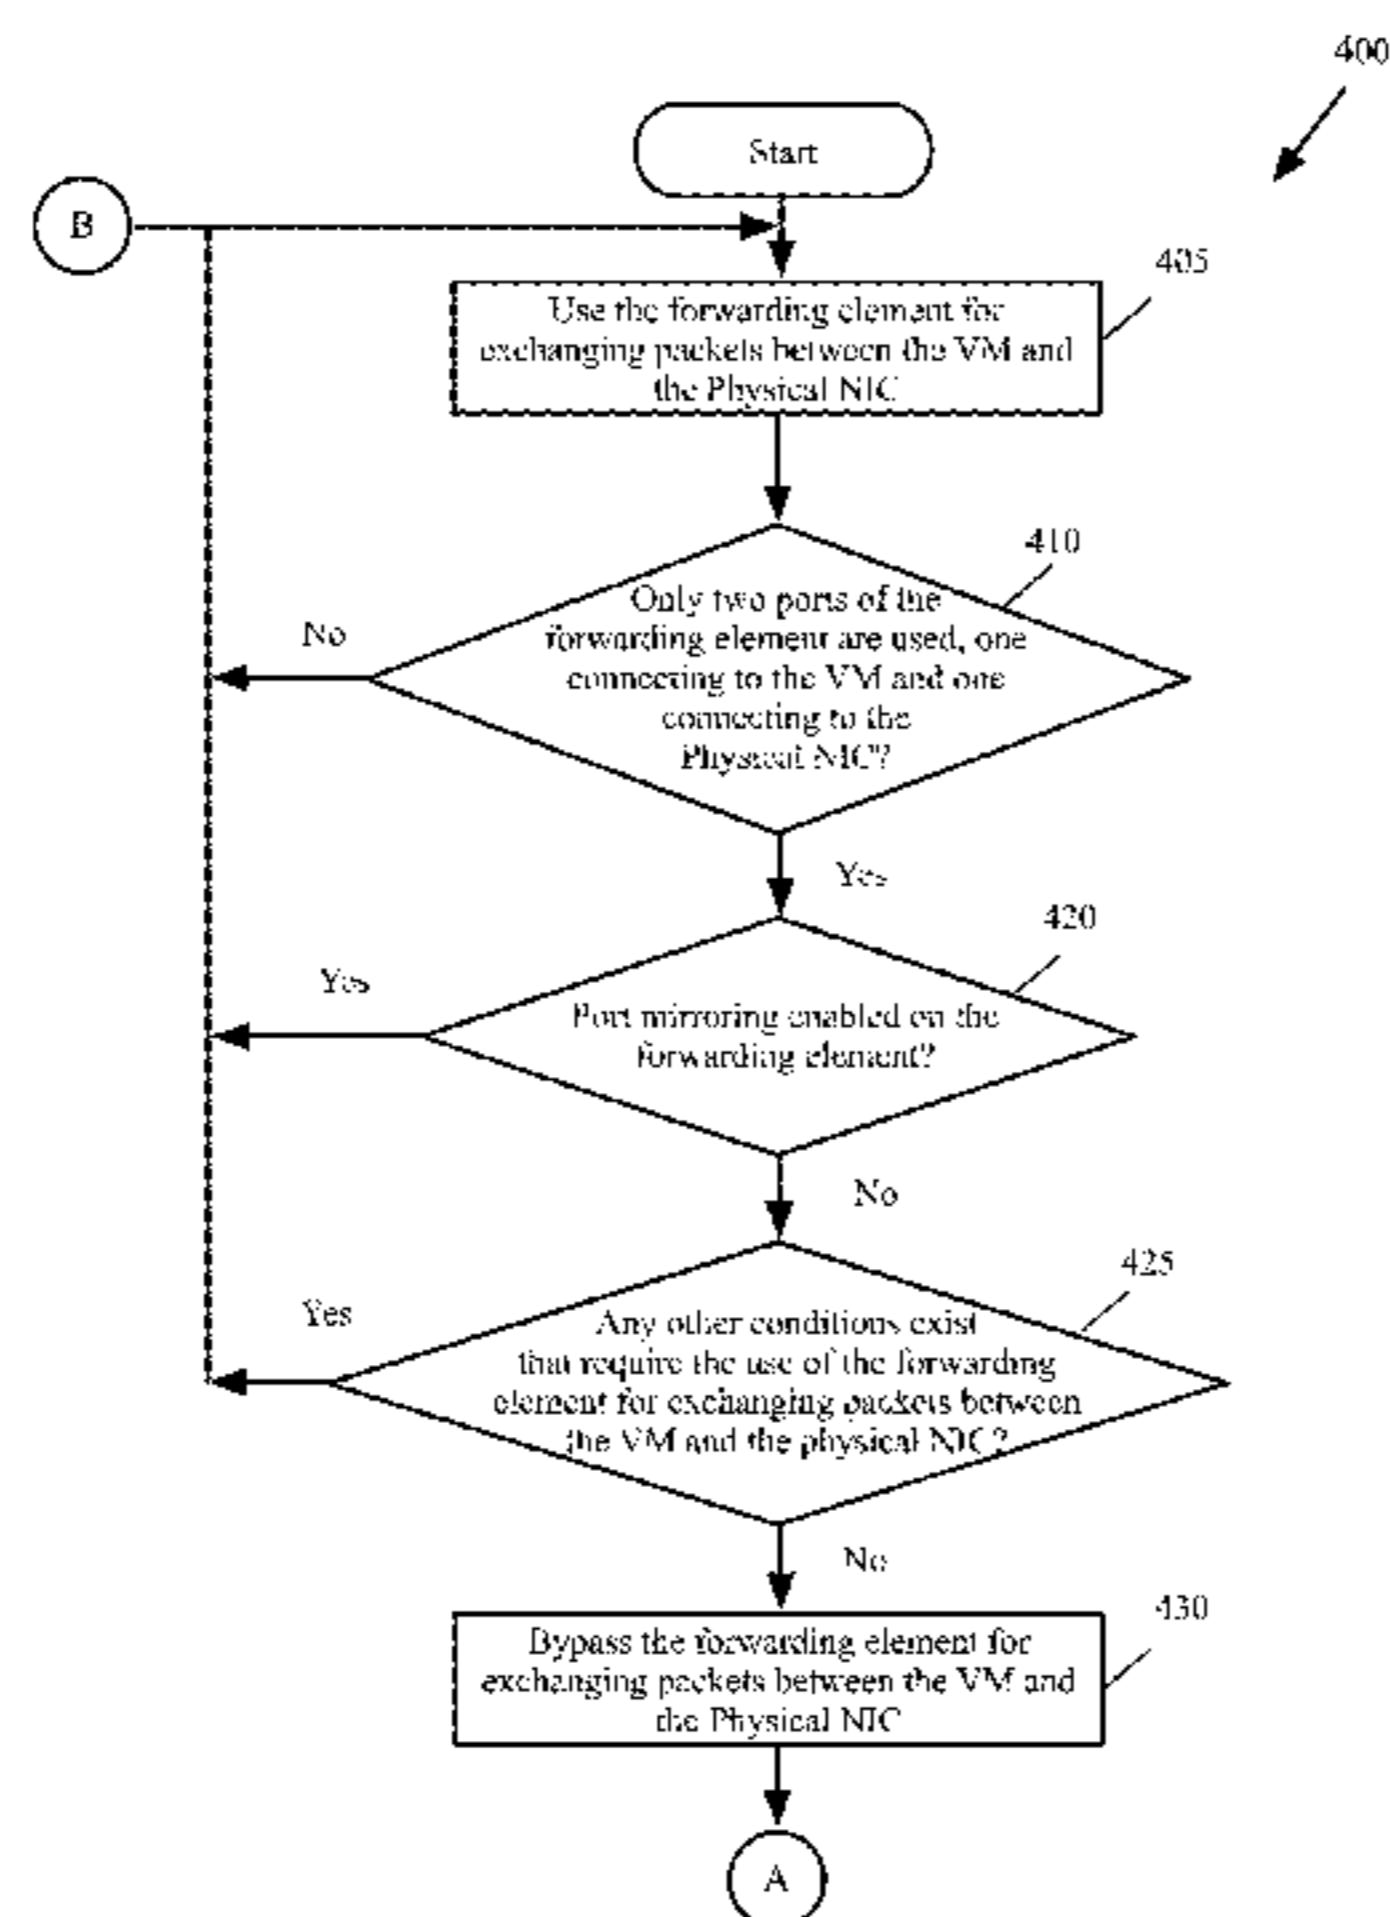 400
Start
B
405
Use the forwarding element for
exchanging packets between the VM and
the Physical NIC
410
Only two ports of the
forwarding element are used, one
connecting to the VM and one
connecting to the
Physical NIC?
No
Yes
420
Yes
Port mirroring enabled on the
forwarding element?
No
425
Yes
Any other conditions exist
that require the use of the forwarding
element for exchanging packets between
the VM and the physical NIC?
No
430
Bypass the forwarding element for
exchanging packets between the VM and
the Physical NIC
A